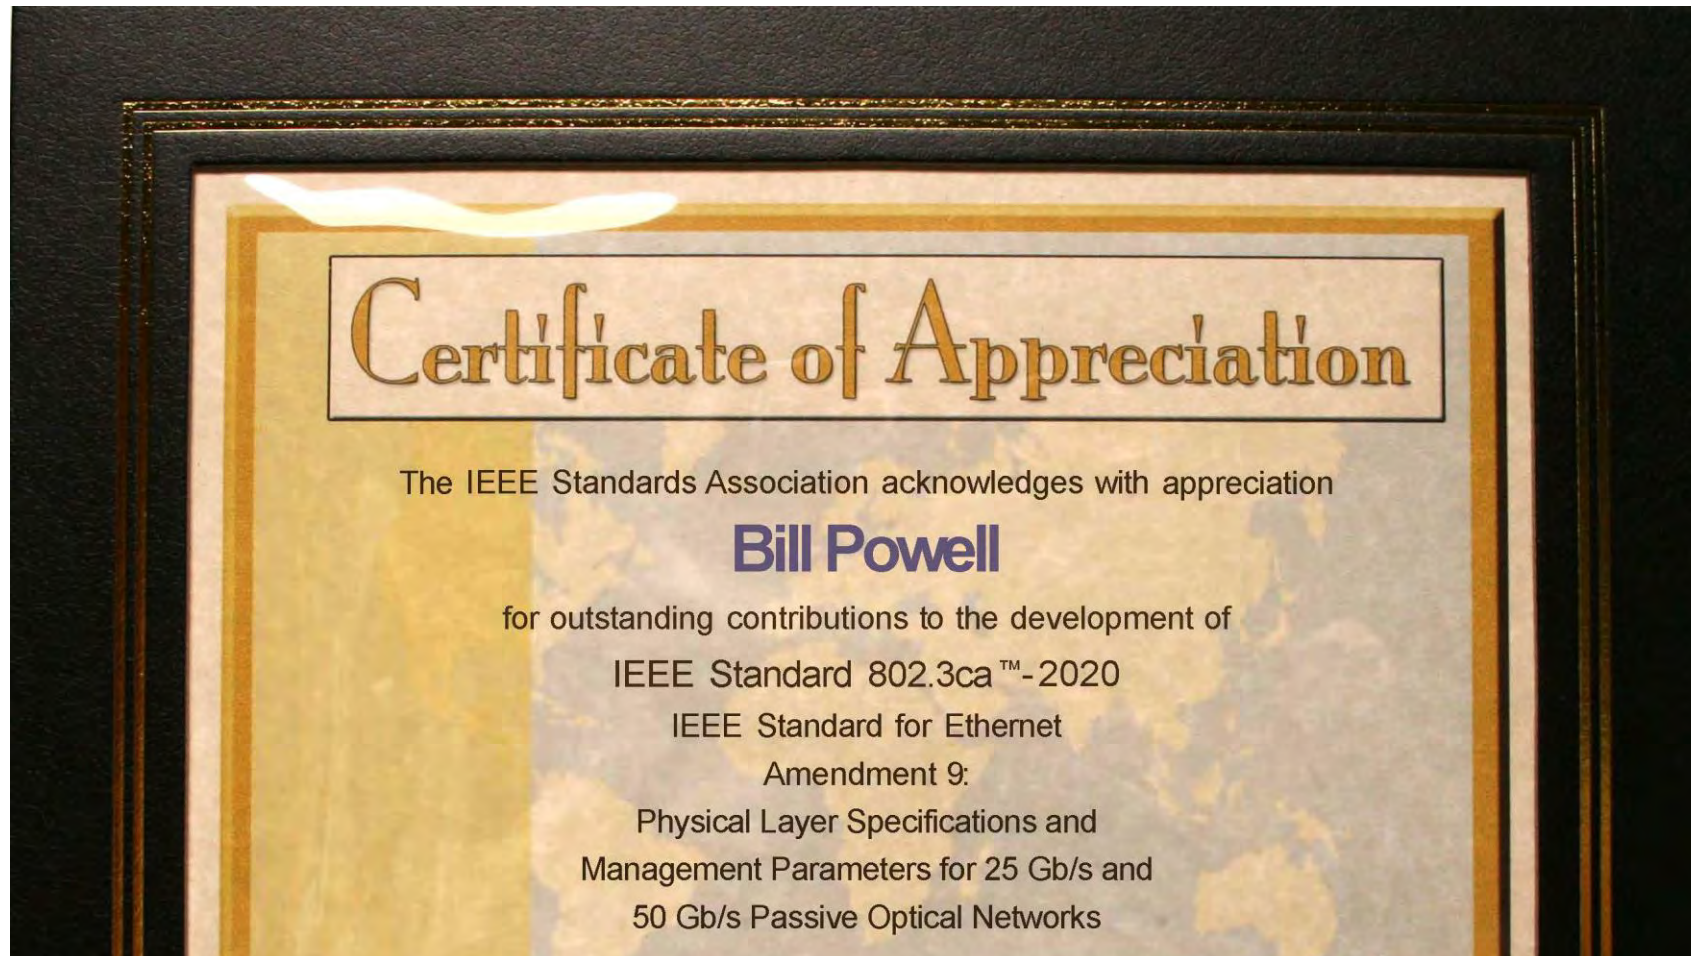 Certificate of Appreciation
The IEEE Standards Association acknowledges with appreciation
Bill Powell
for outstanding contributions to the development of
IEEE Standard 802.3ca™-2020
IEEE Standard for Ethernet
Amendment 9:
Physical Layer Specifications and
Management Parameters for 25 Gb/s and
50 Gb/s Passive Optical Networks